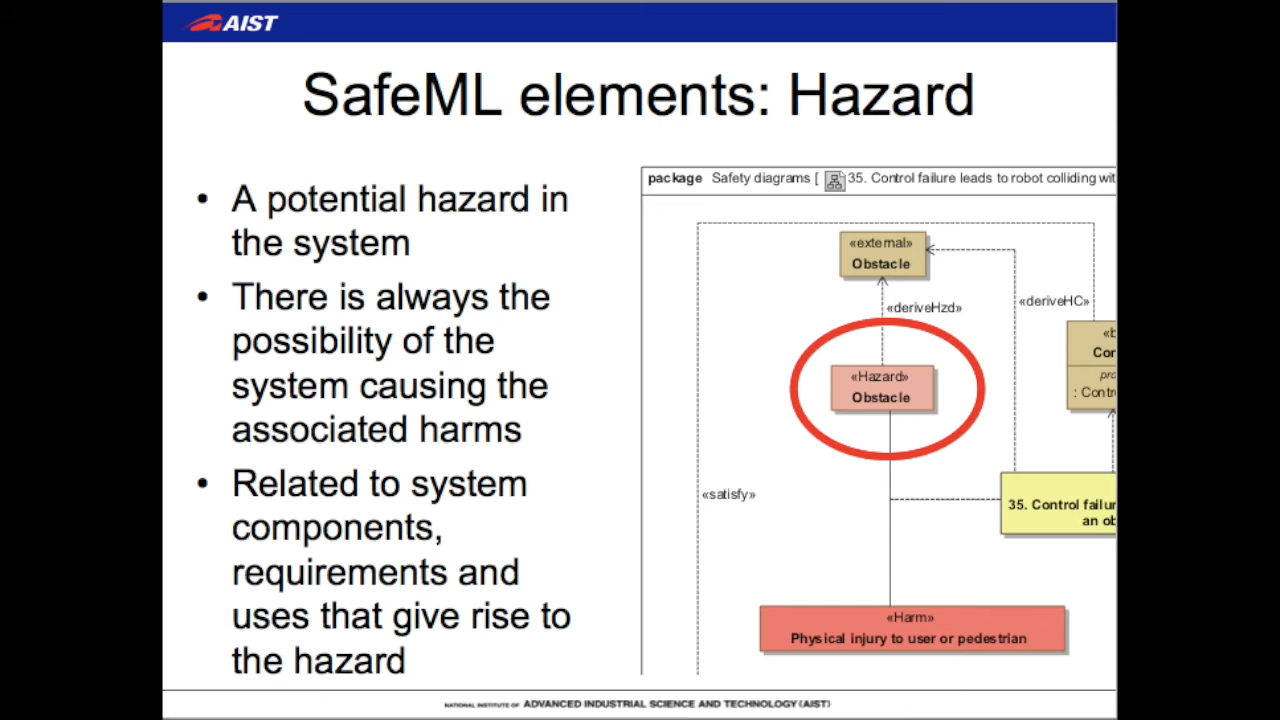 AIST
SafeML elements: Hazard
• A potential hazard in
the system
• There is always the
possibility of the
system causing the
associated harms
• Related to system
components,
requirements and
uses that give rise to
the hazard
package Safety diagrams [ 35. Control failure leads to robot colliding wit
«external»
Obstacle
«deriveHzd»
«deriveHC»
«Hazard»
Obstacle
«b
Cor
pro
: Contr
«satisfy»
35. Control failur
an ob
«Harm»
Physical injury to user or pedestrian
NATIONAL INSTITUTE OF ADVANCED INDUSTRIAL SCIENCE AND TECHNOLOGY (AIST)